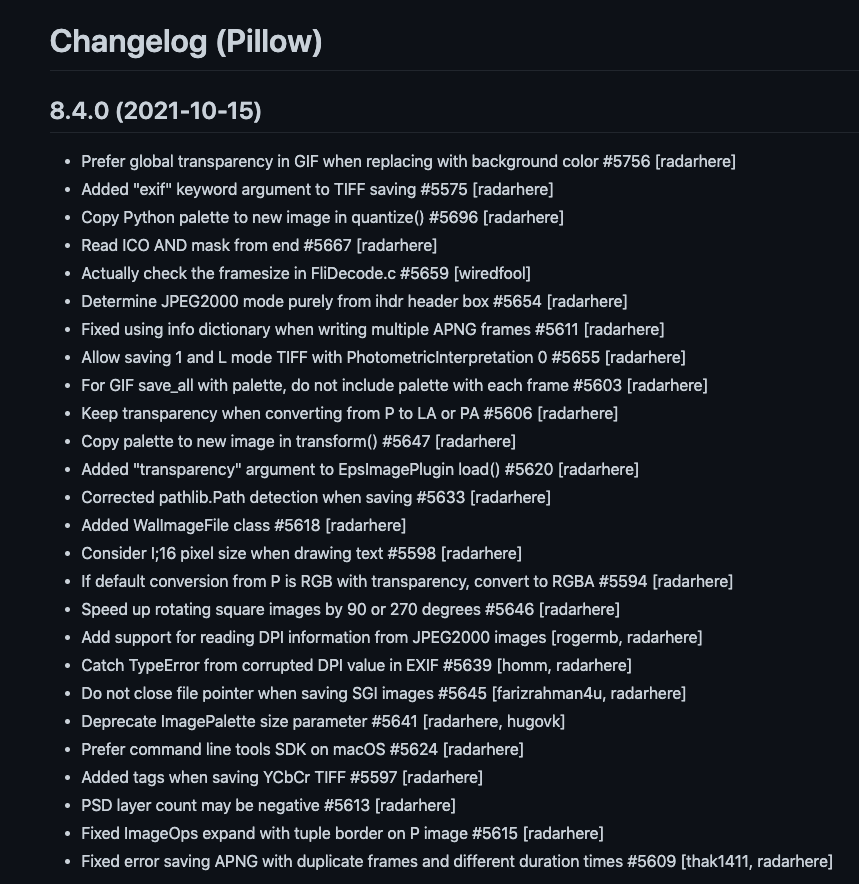 Changelog (Pillow)
8.4.0 (2021-10-15)
• Prefer global transparency in GIF when replacing with background color #5756 [radarhere]
• Added "exif" keyword argument to TIFF saving #5575 [radarhere]
• Copy Python palette to new image in quantize() #5696 [radarhere]
• Read ICO AND mask from end #5667 [radarhere]
• Actually check the framesize in FliDecode.c #5659 [wiredfool]
• Determine JPEG2000 mode purely from ihdr header box #5654 [radarhere]
• Fixed using info dictionary when writing multiple APNG frames #5611 [radarhere]
• Allow saving 1 and L mode TIFF with PhotometricInterpretation 0 #5655 [radarhere]
• For GIF save_all with palette, do not include palette with each frame #5603 [radarhere]
• Keep transparency when converting from P to LA or PA #5606 [radarhere]
• Copy palette to new image in transform() #5647 [radarhere]
• Added "transparency" argument to EpsImagePlugin load() #5620 [radarhere]
• Corrected pathlib.Path detection when saving #5633 [radarhere]
• Added WalImageFile class #5618 [radarhere]
• Consider I;16 pixel size when drawing text #5598 [radarhere]
• If default conversion from P is RGB with transparency, convert to RGBA #5594 [radarhere]
• Speed up rotating square images by 90 or 270 degrees #5646 [radarhere]
• Add support for reading DPI information from JPEG2000 images [rogermb, radarhere]
• Catch TypeError from corrupted DPI value in EXIF #5639 [homm, radarhere]
• Do not close file pointer when saving SGI images #5645 [farizrahman4u, radarhere]
• Deprecate ImagePalette size parameter #5641 [radarhere, hugovk]
• Prefer command line tools SDK on macOS #5624 [radarhere]
• Added tags when saving YCbCr TIFF #5597 [radarhere]
• PSD layer count may be negative #5613 [radarhere]
• Fixed ImageOps expand with tuple border on P image #5615 [radarhere]
• Fixed error saving APNG with duplicate frames and different duration times #5609 [thak1411, radarhere]